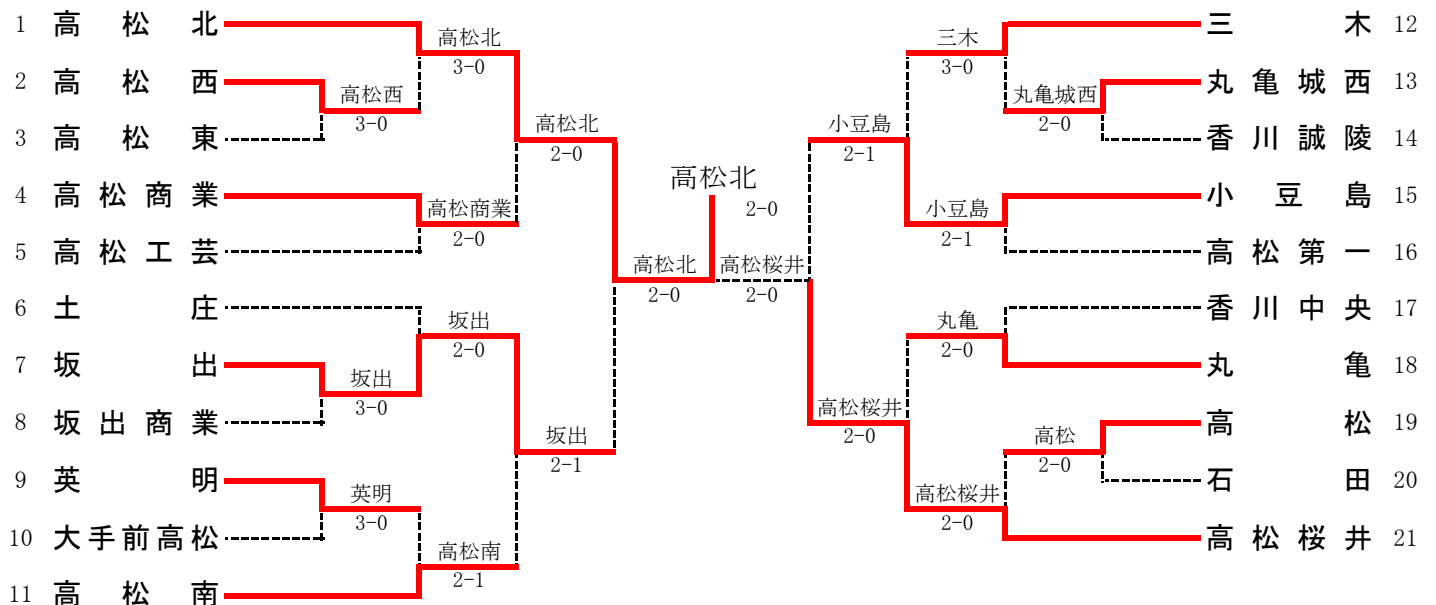 1 高松北
2 高松西
3 高松東
4 高松商業
5 高松工芸
6 土庄
7 坂出
8 坂出商業
9 英明
10 大手前高松
11 高松南
高松西
3-0
坂出
3-0
英明
3-0
高松北
3-0
高松商業
2-0
坂出
2-0
高松南
2-1
高松北
2-0
坂出
2-1
高松北
2-0
高松北
2-0
高松桜井
2-0
小豆島
2-1
高松桜井
2-0
三木
3-0
小豆島
2-1
丸亀
2-0
高松桜井
2-0
丸亀城西
2-0
高松
2-0
三木 12
丸亀城西 13
香川誠陵 14
小豆島 15
高松第一 16
香川中央 17
丸亀 18
高松 19
石田 20
高松桜井 21